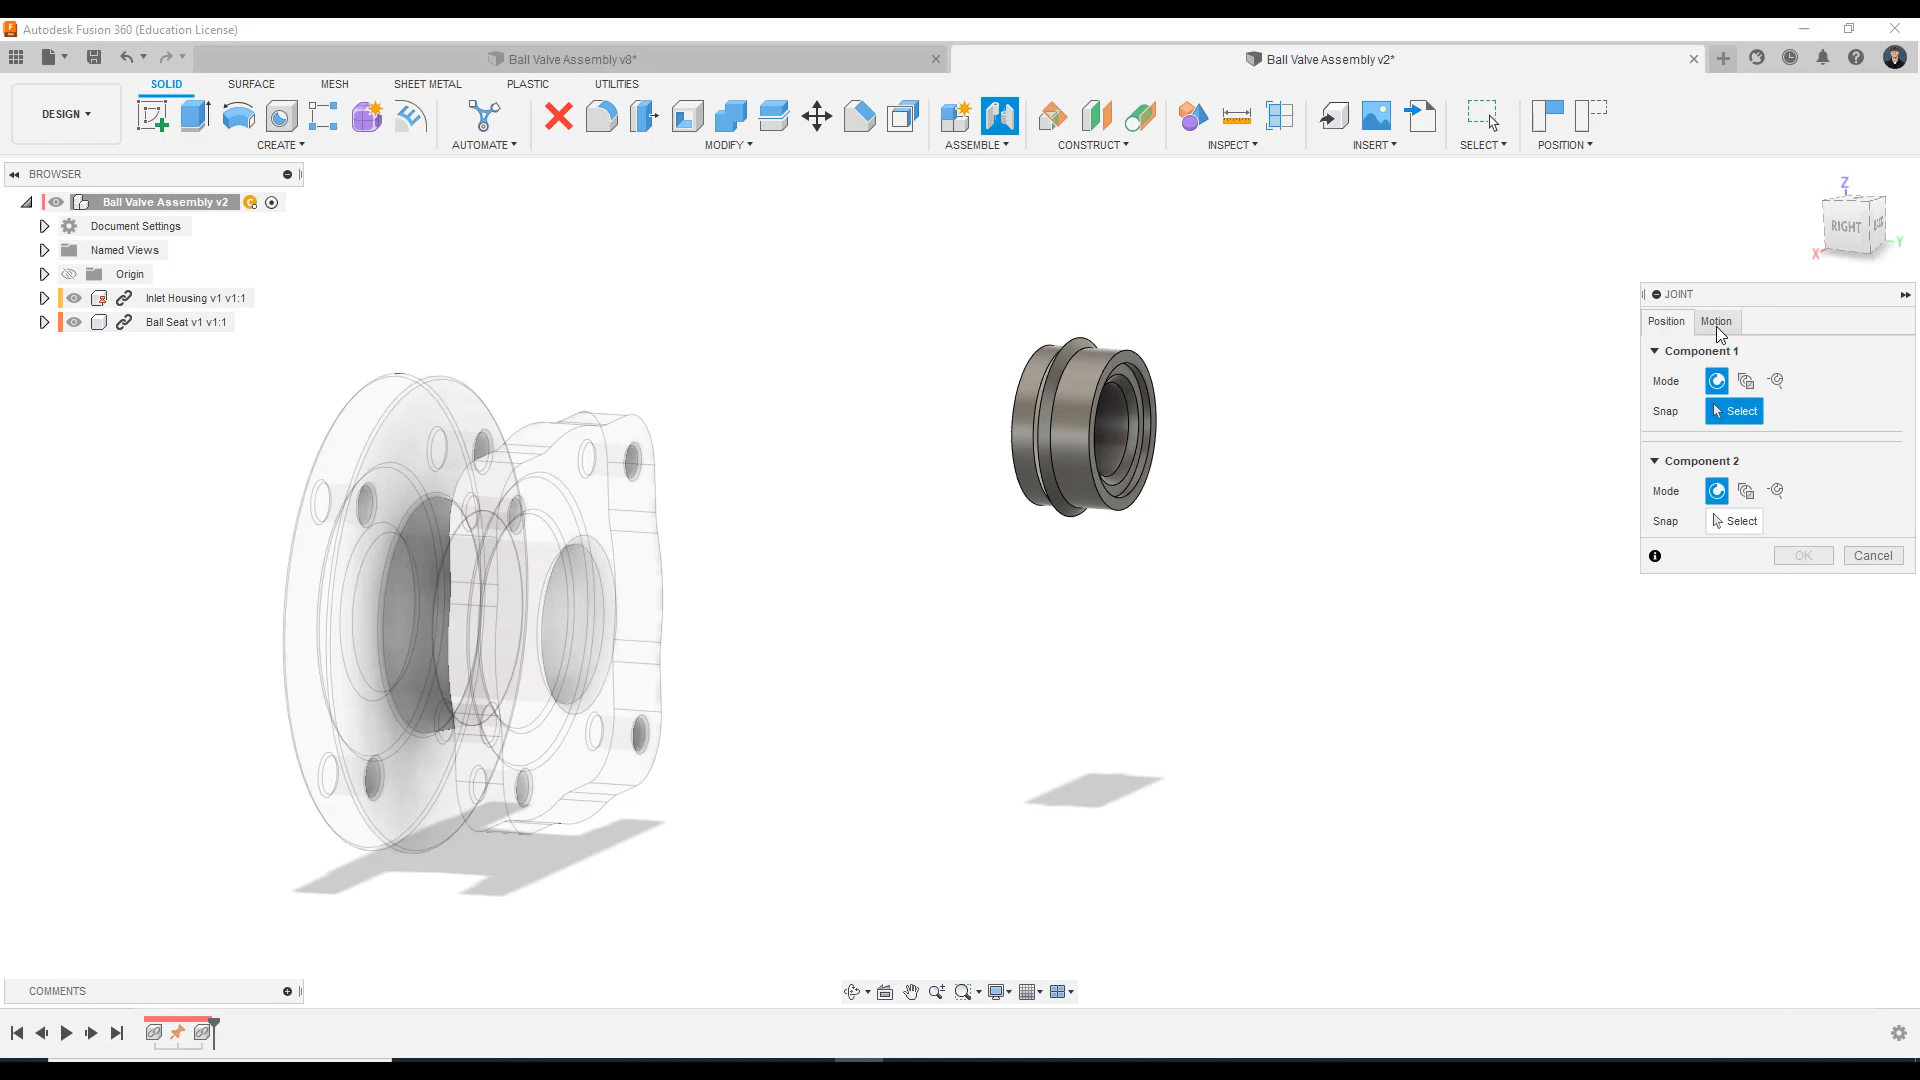 Autodesk Fusion 360 (Education License)
Ball Valve Assembly v8*
Ball Valve Assembly v2*
SOLID
SURFACE
MESH
SHEET METAL
PLASTIC
UTILITIES
DESIGN
CREATE
AUTOMATE
MODIFY
ASSEMBLE
CONSTRUCT
INSPECT
INSERT
SELECT
POSITION
BROWSER
Ball Valve Assembly v2
Document Settings
Named Views
Origin
Inlet Housing v1 v1:1
Ball Seat v1 v1:1
Z
RIGHT
Y
X
JOINT
Position
Motion
Component 1
Mode
Snap
Select
Component 2
Mode
Snap
Select
OK
Cancel
COMMENTS